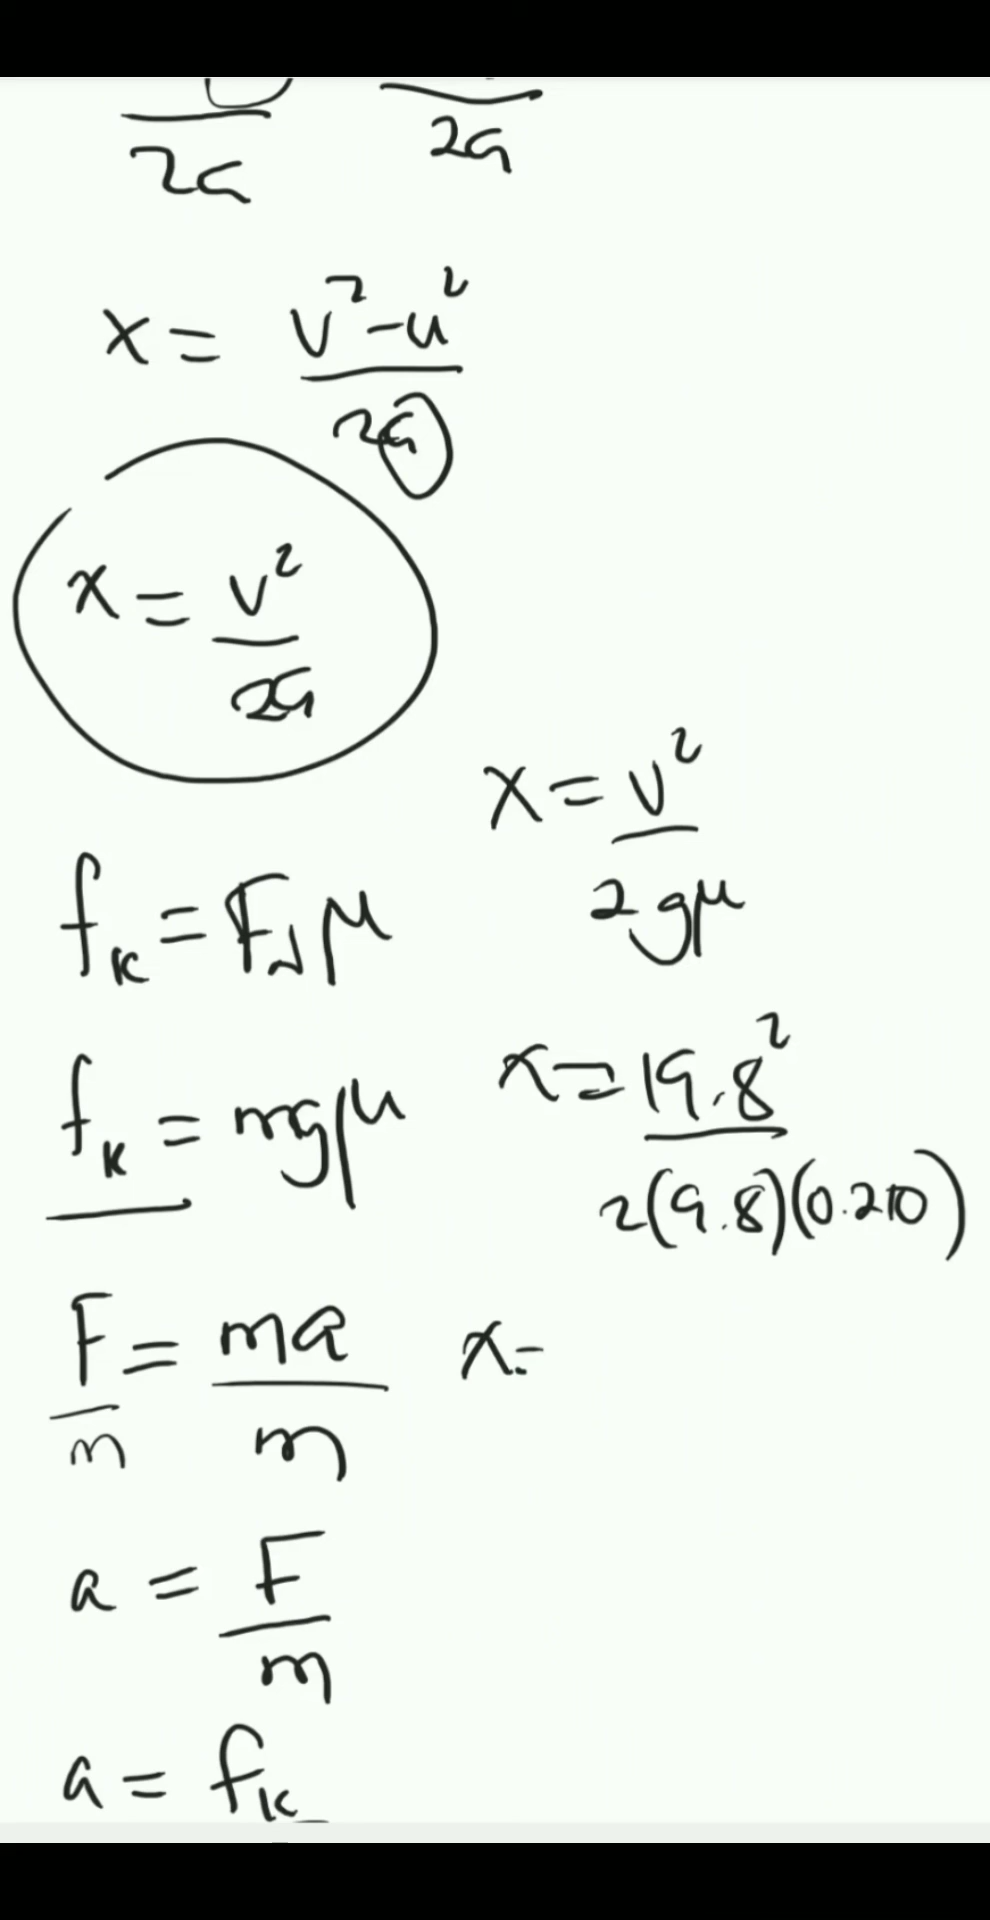 2a 2a
x = v² - u²
2a
x = v²
2a
x = v²
2gμ
fₖ = F_N μ
x = 19.8²
2(9.8)(0.210)
fₖ = mgμ
F = ma
m m
x =
a = F
m
a = fₖ